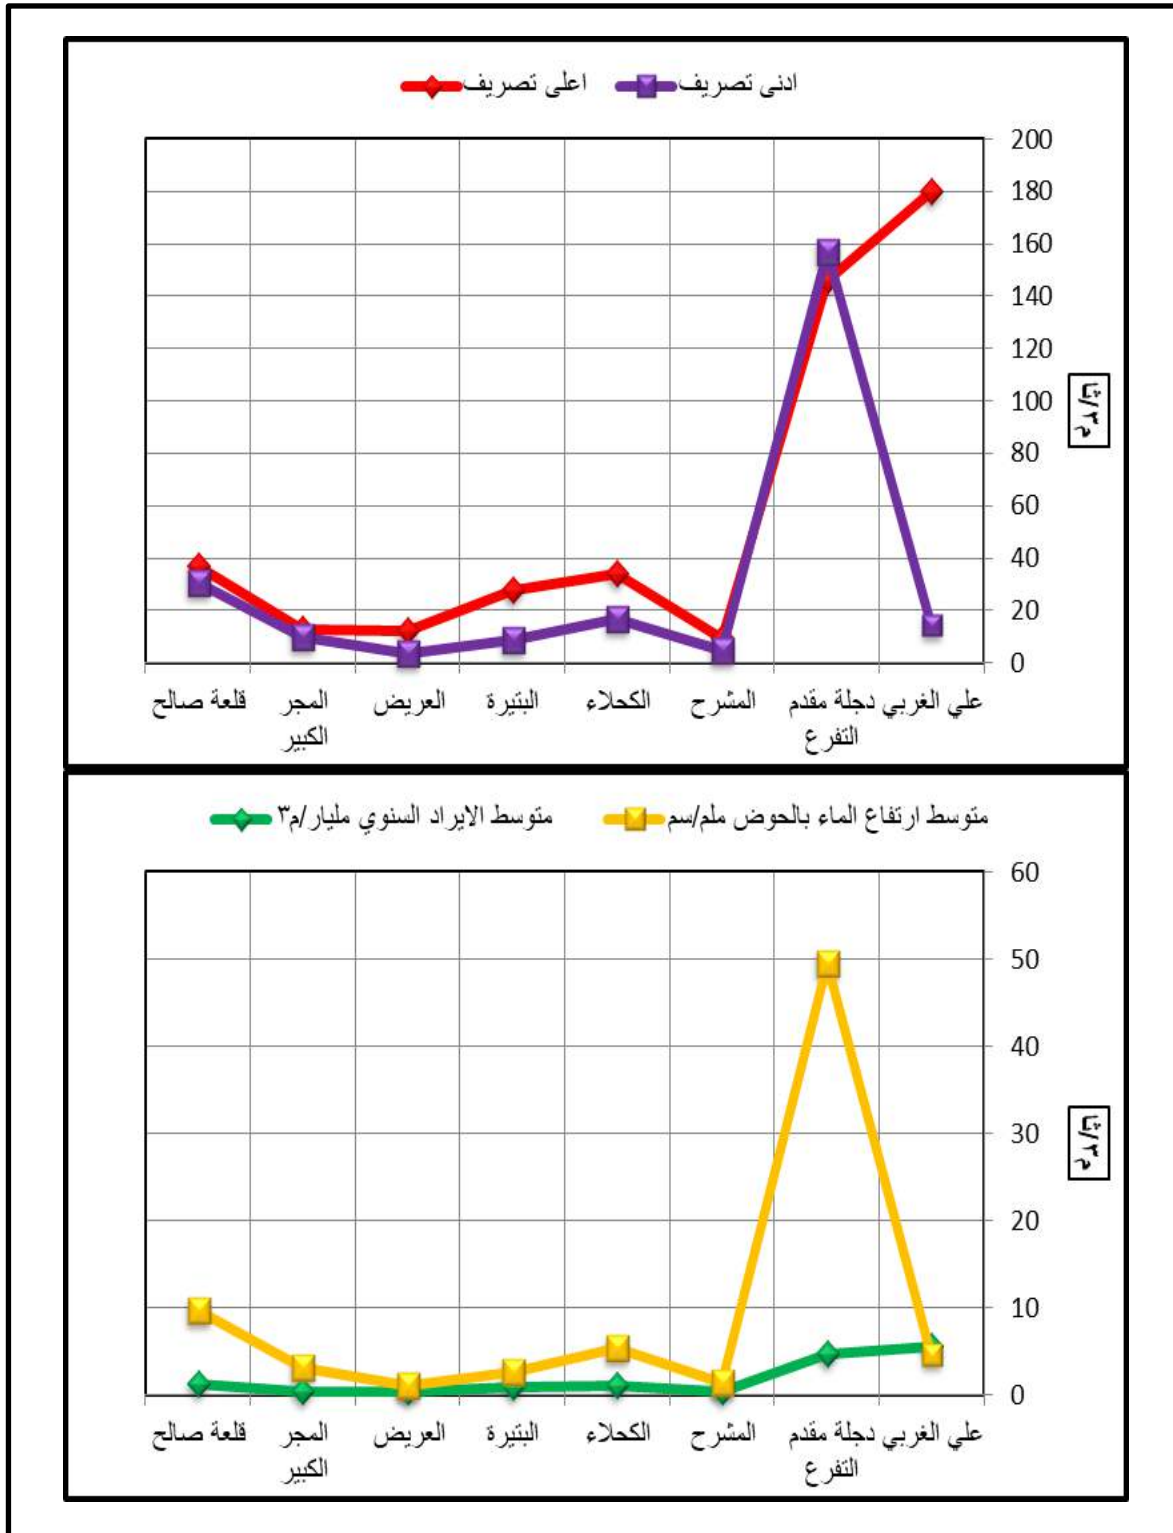 اعلى تصريف ادنى تصريف
200
180
160
140
120
100
80
60
40
20
0
م٣/ثا
علي الغربي دجلة مقدم المشرح الكحلاء البتيرة العريض المجر قلعة صالح
التفرع الكبير
متوسط ارتفاع الماء بالحوض ملم/سم متوسط الايراد السنوي مليار/م٣
60
50
40
30
20
10
0
م٣/ثا
علي الغربي دجلة مقدم المشرح الكحلاء البتيرة العريض المجر قلعة صالح
التفرع الكبير